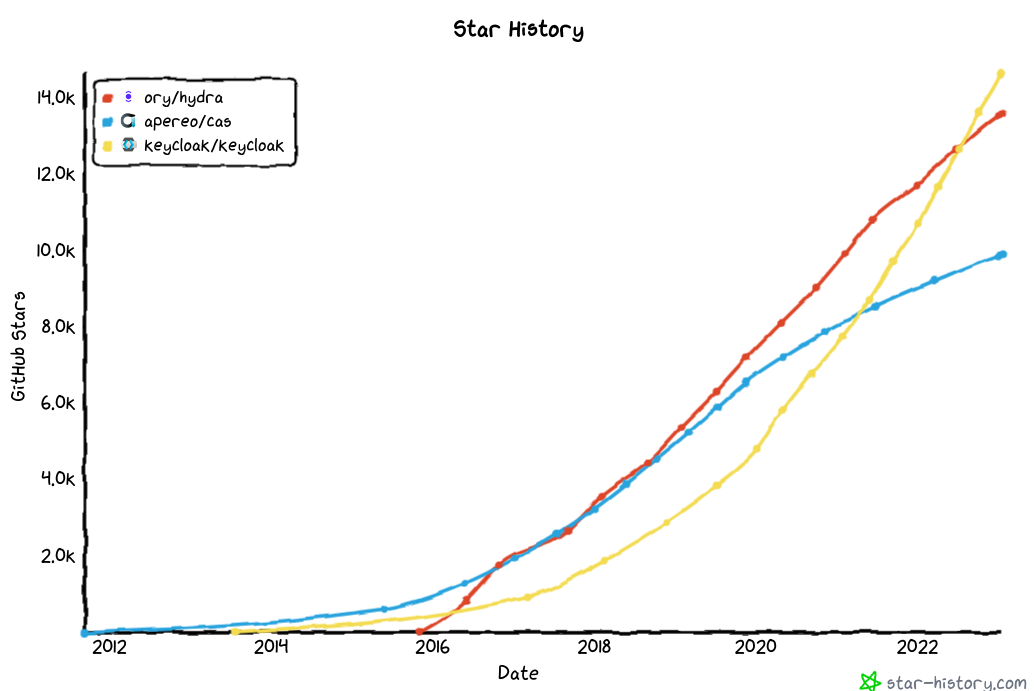 Star History
ory/hydra
apereo/cas
keycloak/keycloak
14.0k
12.0k
10.0k
8.0k
6.0k
4.0k
2.0k
GitHub Stars
2012 2014 2016 2018 2020 2022
Date
star-history.com